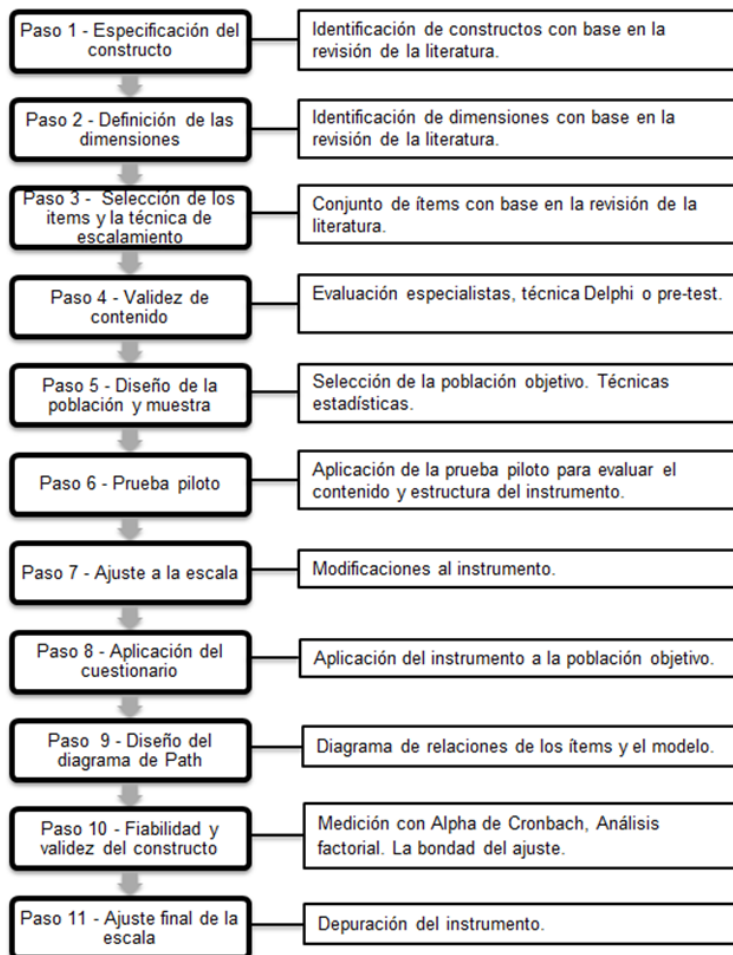 Paso 1 - Especificación del
constructo
Identificación de constructos con base en la
revisión de la literatura.
Paso 2 - Definición de las
dimensiones
Identificación de dimensiones con base en la
revisión de la literatura.
Paso 3 - Selección de los
items y la técnica de
escalamiento
Conjunto de ítems con base en la revisión de la
literatura.
Paso 4 - Validez de
contenido
Evaluación especialistas, técnica Delphi o pre-test.
Paso 5 - Diseño de la
población y muestra
Selección de la población objetivo. Técnicas
estadísticas.
Paso 6 - Prueba piloto
Aplicación de la prueba piloto para evaluar el
contenido y estructura del instrumento.
Paso 7 - Ajuste a la escala
Modificaciones al instrumento.
Paso 8 - Aplicación del
cuestionario
Aplicación del instrumento a la población objetivo.
Paso 9 - Diseño del
diagrama de Path
Diagrama de relaciones de los ítems y el modelo.
Paso 10 - Fiabilidad y
validez del constructo
Medición con Alpha de Cronbach, Análisis
factorial. La bondad del ajuste.
Paso 11 - Ajuste final de la
escala
Depuración del instrumento.